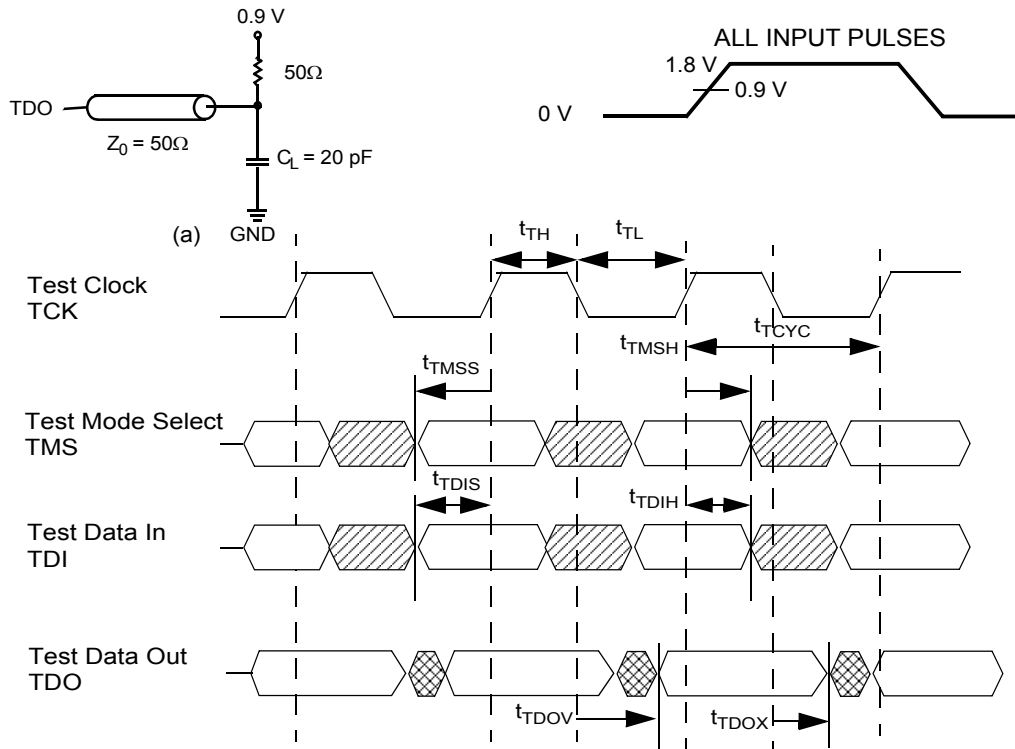 0.9 V
50Ω
TDO
Z0 = 50Ω
CL = 20 pF
(a)
GND
ALL INPUT PULSES
1.8 V
0.9 V
0 V
tTH
tTL
Test Clock
TCK
tTMSH
tTCYC
tTMSS
Test Mode Select
TMS
tTDIS
tTDIH
Test Data In
TDI
Test Data Out
TDO
tTDOV
tTDOX